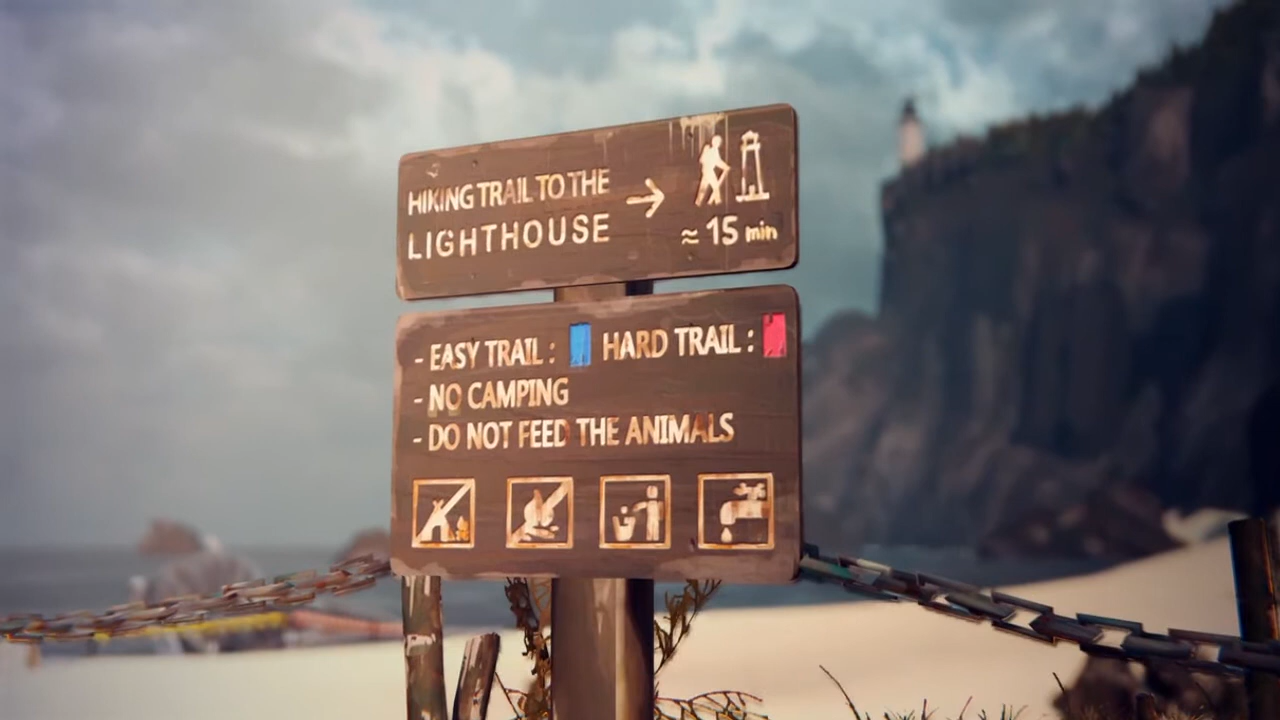 HIKING TRAIL TO THE
LIGHTHOUSE
≈ 15 min
- EASY TRAIL : HARD TRAIL :
- NO CAMPING
- DO NOT FEED THE ANIMALS